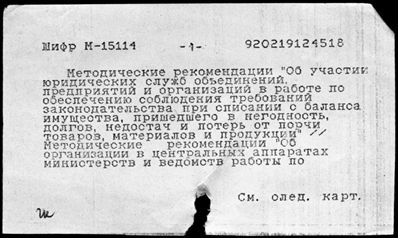 Шифр М-15114 -1- 920219124518
Методические рекомендации "Об участии
юридических служб объединений,
предприятий и организаций в работе по
обеспечению соблюдения требований
законодательства при списании с баланса
имущества, пришедшего в негодность,
долгов, недостач и потерь от порчи
товаров, материалов и продукции" //
Методические рекомендации "Об
организации в центральных аппаратах
министерств и ведомств работы по
См. след. карт.